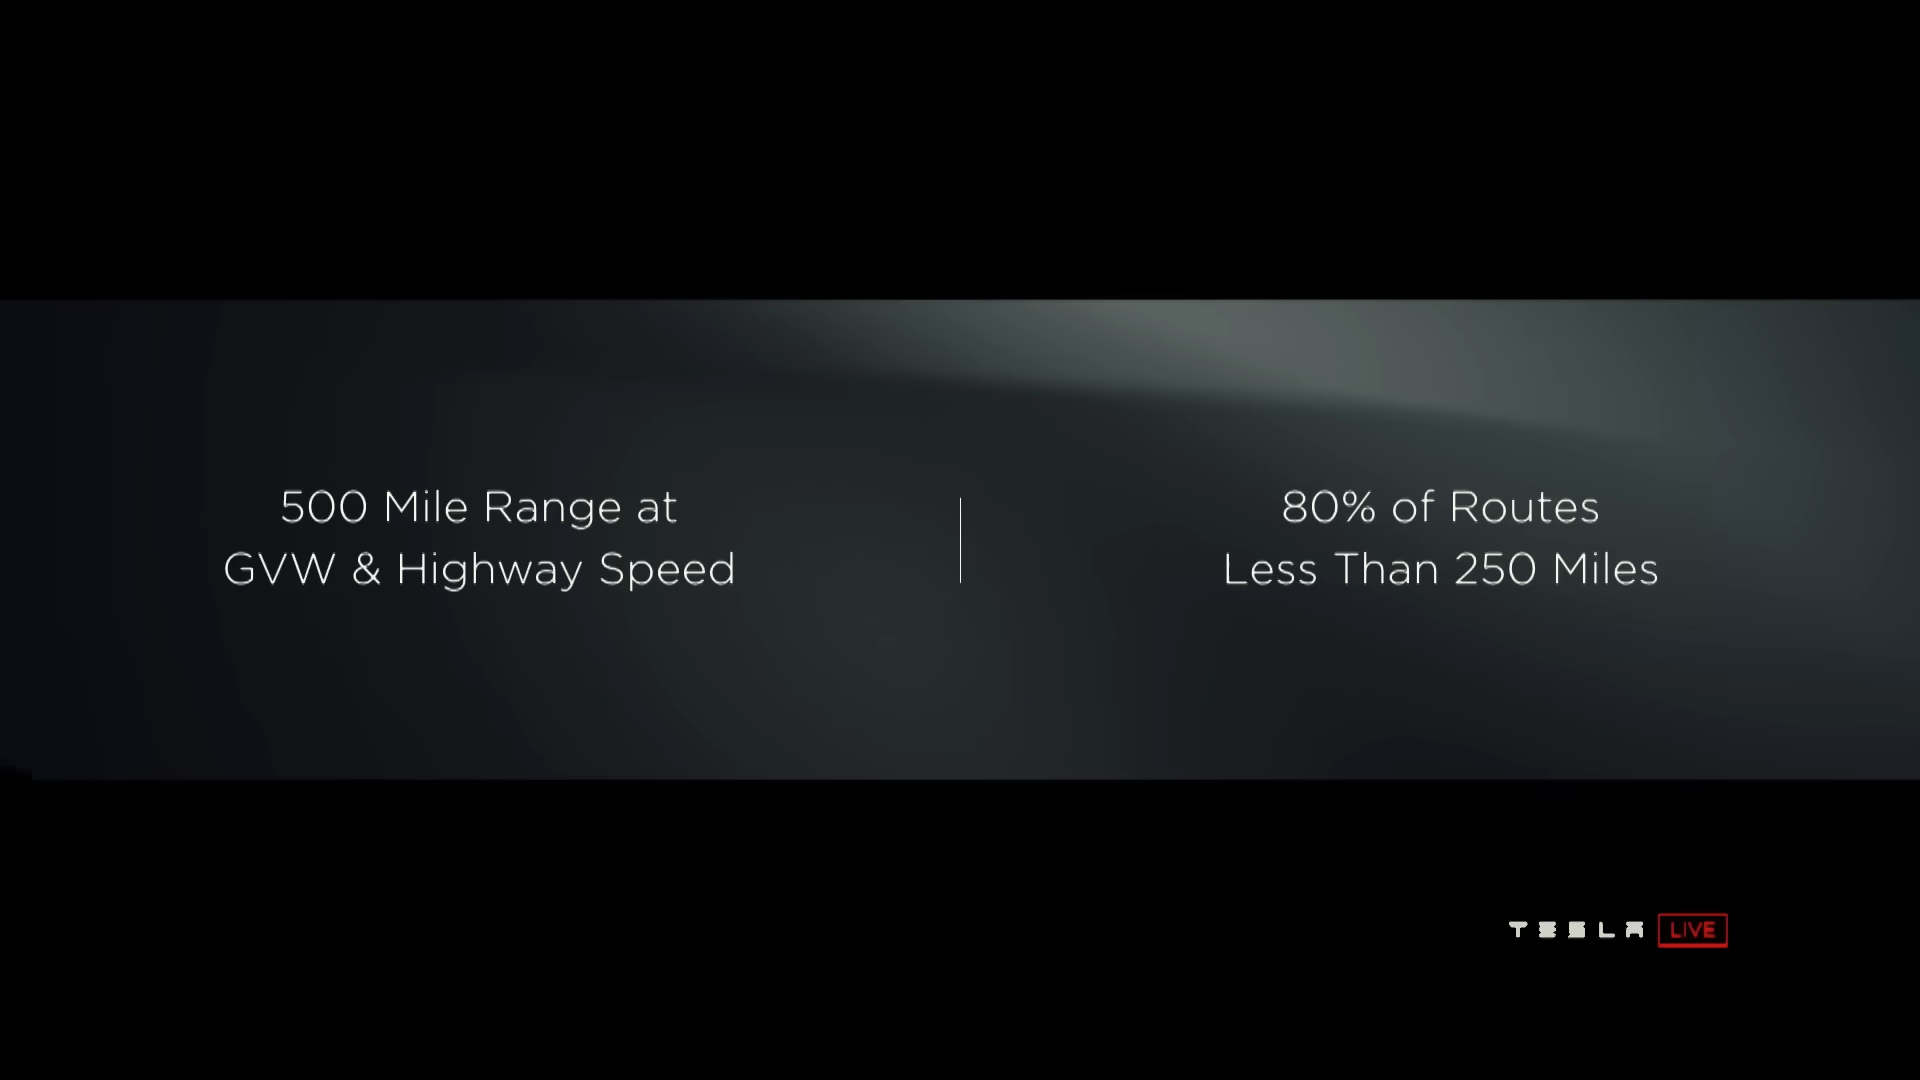 500 Mile Range at
GVW & Highway Speed
80% of Routes
Less Than 250 Miles
TESLA LIVE